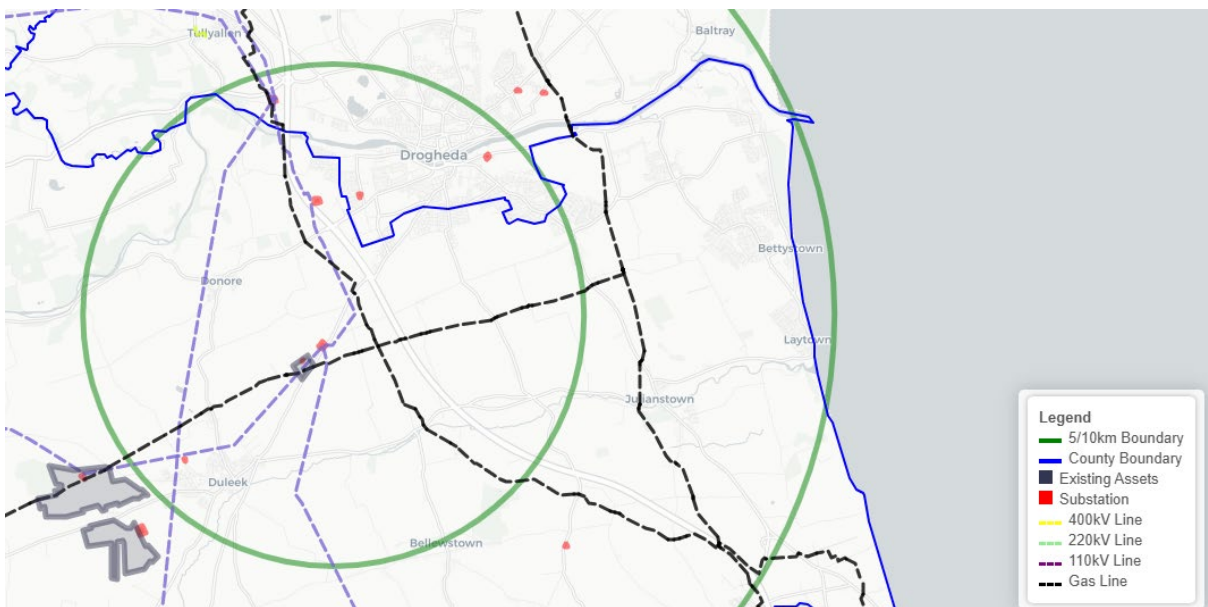 Tullyallen
Baltray
Drogheda
Bettystown
Donore
Laytown
Julianstown
Duleek
Bellewstown
Legend
5/10km Boundary
County Boundary
Existing Assets
Substation
400kV Line
220kV Line
110kV Line
Gas Line